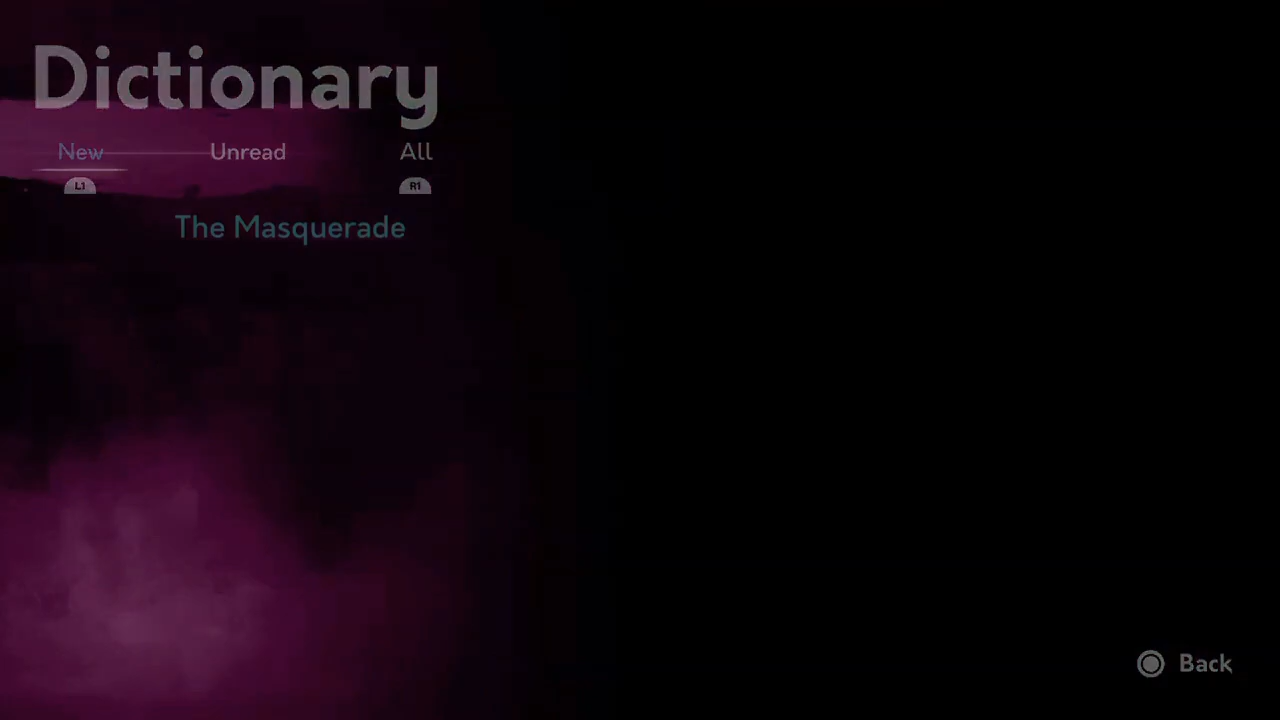 Dictionary
New Unread All
L1 R1
The Masquerade
Back